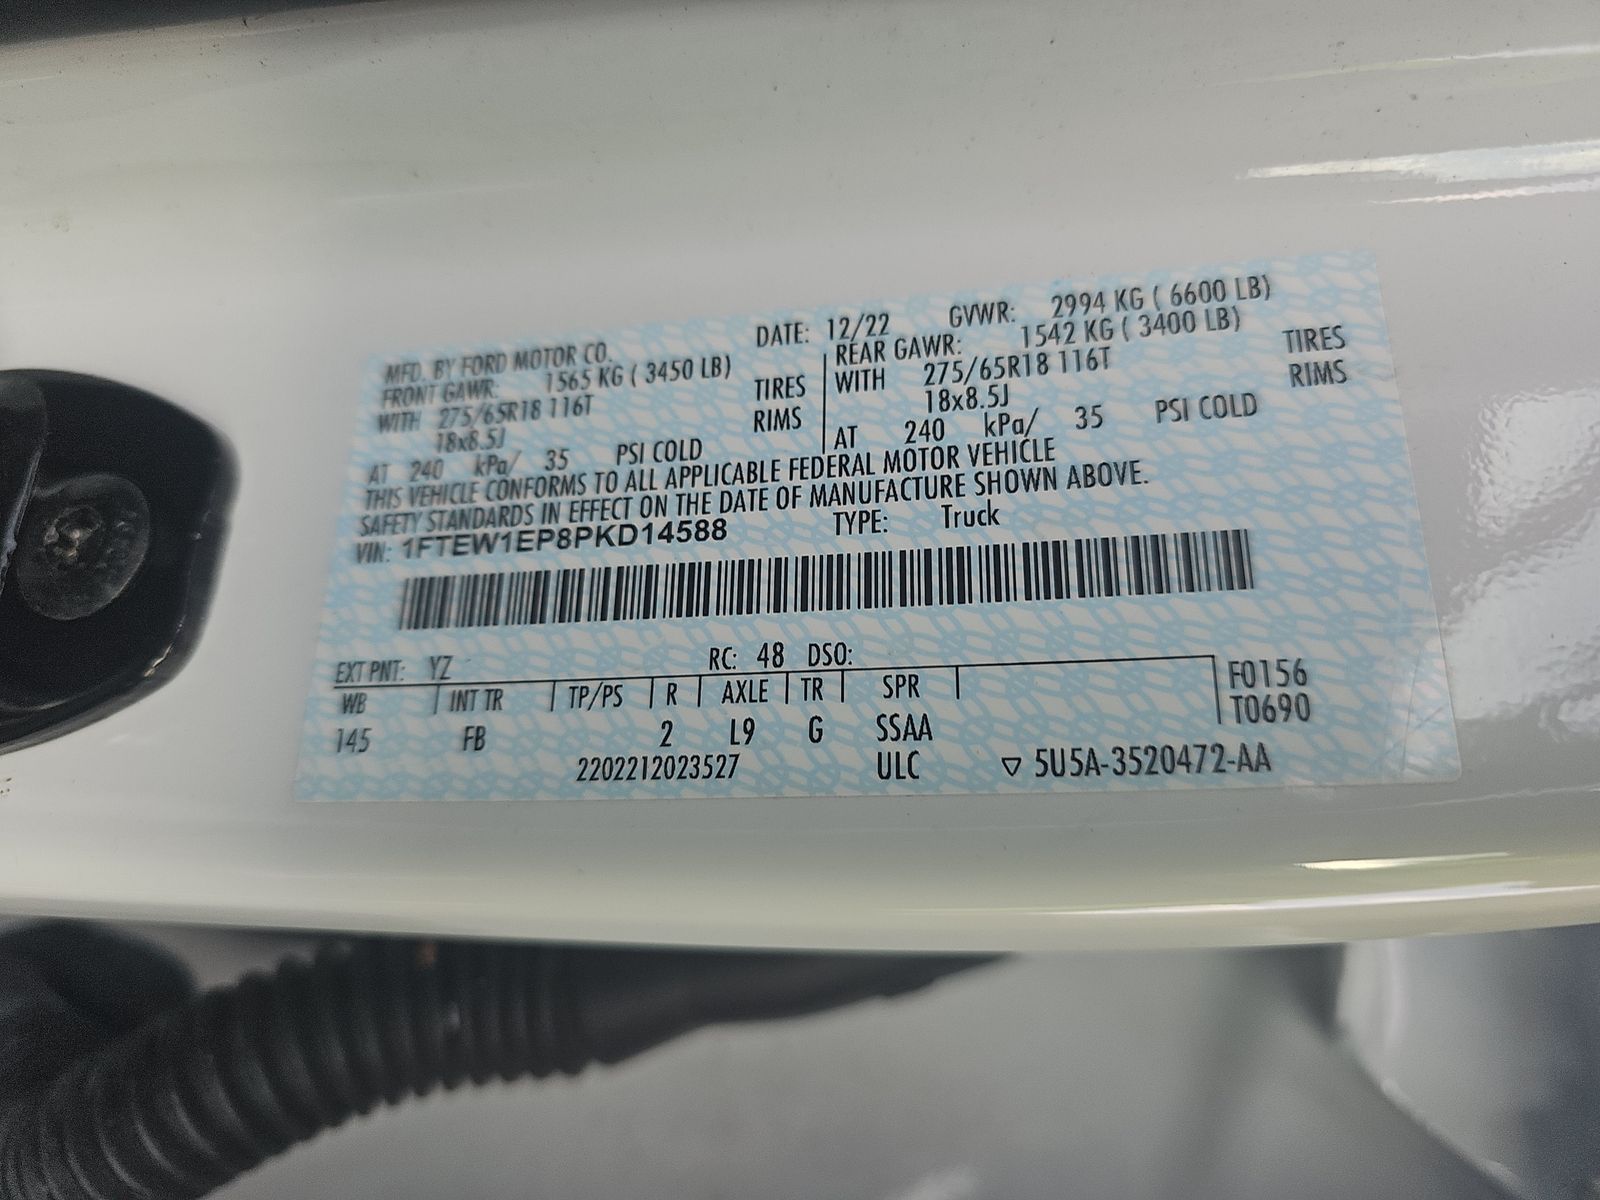 MFD. BY FORD MOTOR CO.
DATE: 12/22 GVWR: 2994 KG ( 6600 LB)
FRONT GAWR: 1565 KG ( 3450 LB)
WITH 275/65R18 116T TIRES
18x8.5J RIMS
AT 240 kPa/ 35 PSI COLD
REAR GAWR: 1542 KG ( 3400 LB)
WITH 275/65R18 116T TIRES
18x8.5J RIMS
AT 240 kPa/ 35 PSI COLD
THIS VEHICLE CONFORMS TO ALL APPLICABLE FEDERAL MOTOR VEHICLE
SAFETY STANDARDS IN EFFECT ON THE DATE OF MANUFACTURE SHOWN ABOVE.
VIN: 1FTEW1EP8PKD14588 TYPE: Truck
EXT PNT: YZ RC: 48 DSO:
WB INT TR TP/PS R AXLE TR SPR F0156
145 FB 2 L9 G SSAA T0690
2202212023527 ULC ▽ 5U5A-3520472-AA